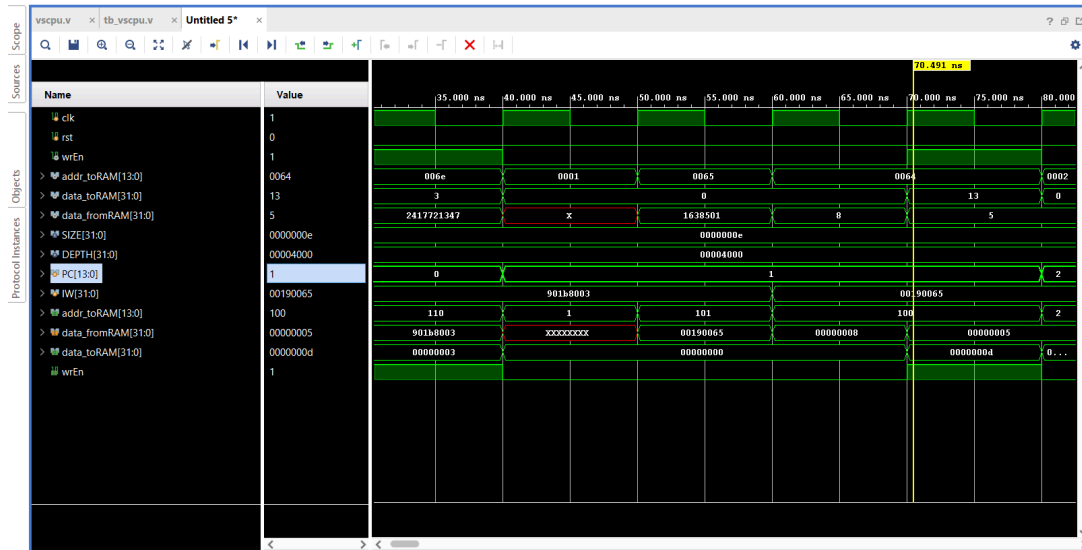 vscpu.v × tb_vscpu.v × Untitled 5* ×
Scope
Sources
Objects
Protocol Instances
70.491 ns
Name Value
35.000 ns 40.000 ns 45.000 ns 50.000 ns 55.000 ns 60.000 ns 65.000 ns 70.000 ns 75.000 ns 80.000
clk 1
rst 0
wrEn 1
addr_toRAM[13:0] 0064 006e 0001 0065 0064 0002
data_toRAM[31:0] 13 3 0 13 0
data_fromRAM[31:0] 5 2417721347 X 1638501 8 5
SIZE[31:0] 0000000e 0000000e
DEPTH[31:0] 00004000 00004000
PC[13:0] 1 0 1 2
IW[31:0] 00190065 901b8003 00190065
addr_toRAM[13:0] 100 110 1 101 100 2
data_fromRAM[31:0] 00000005 901b8003 XXXXXXXX 00190065 00000008 00000005
data_toRAM[31:0] 0000000d 00000003 00000000 0000000d 0...
wrEn 1